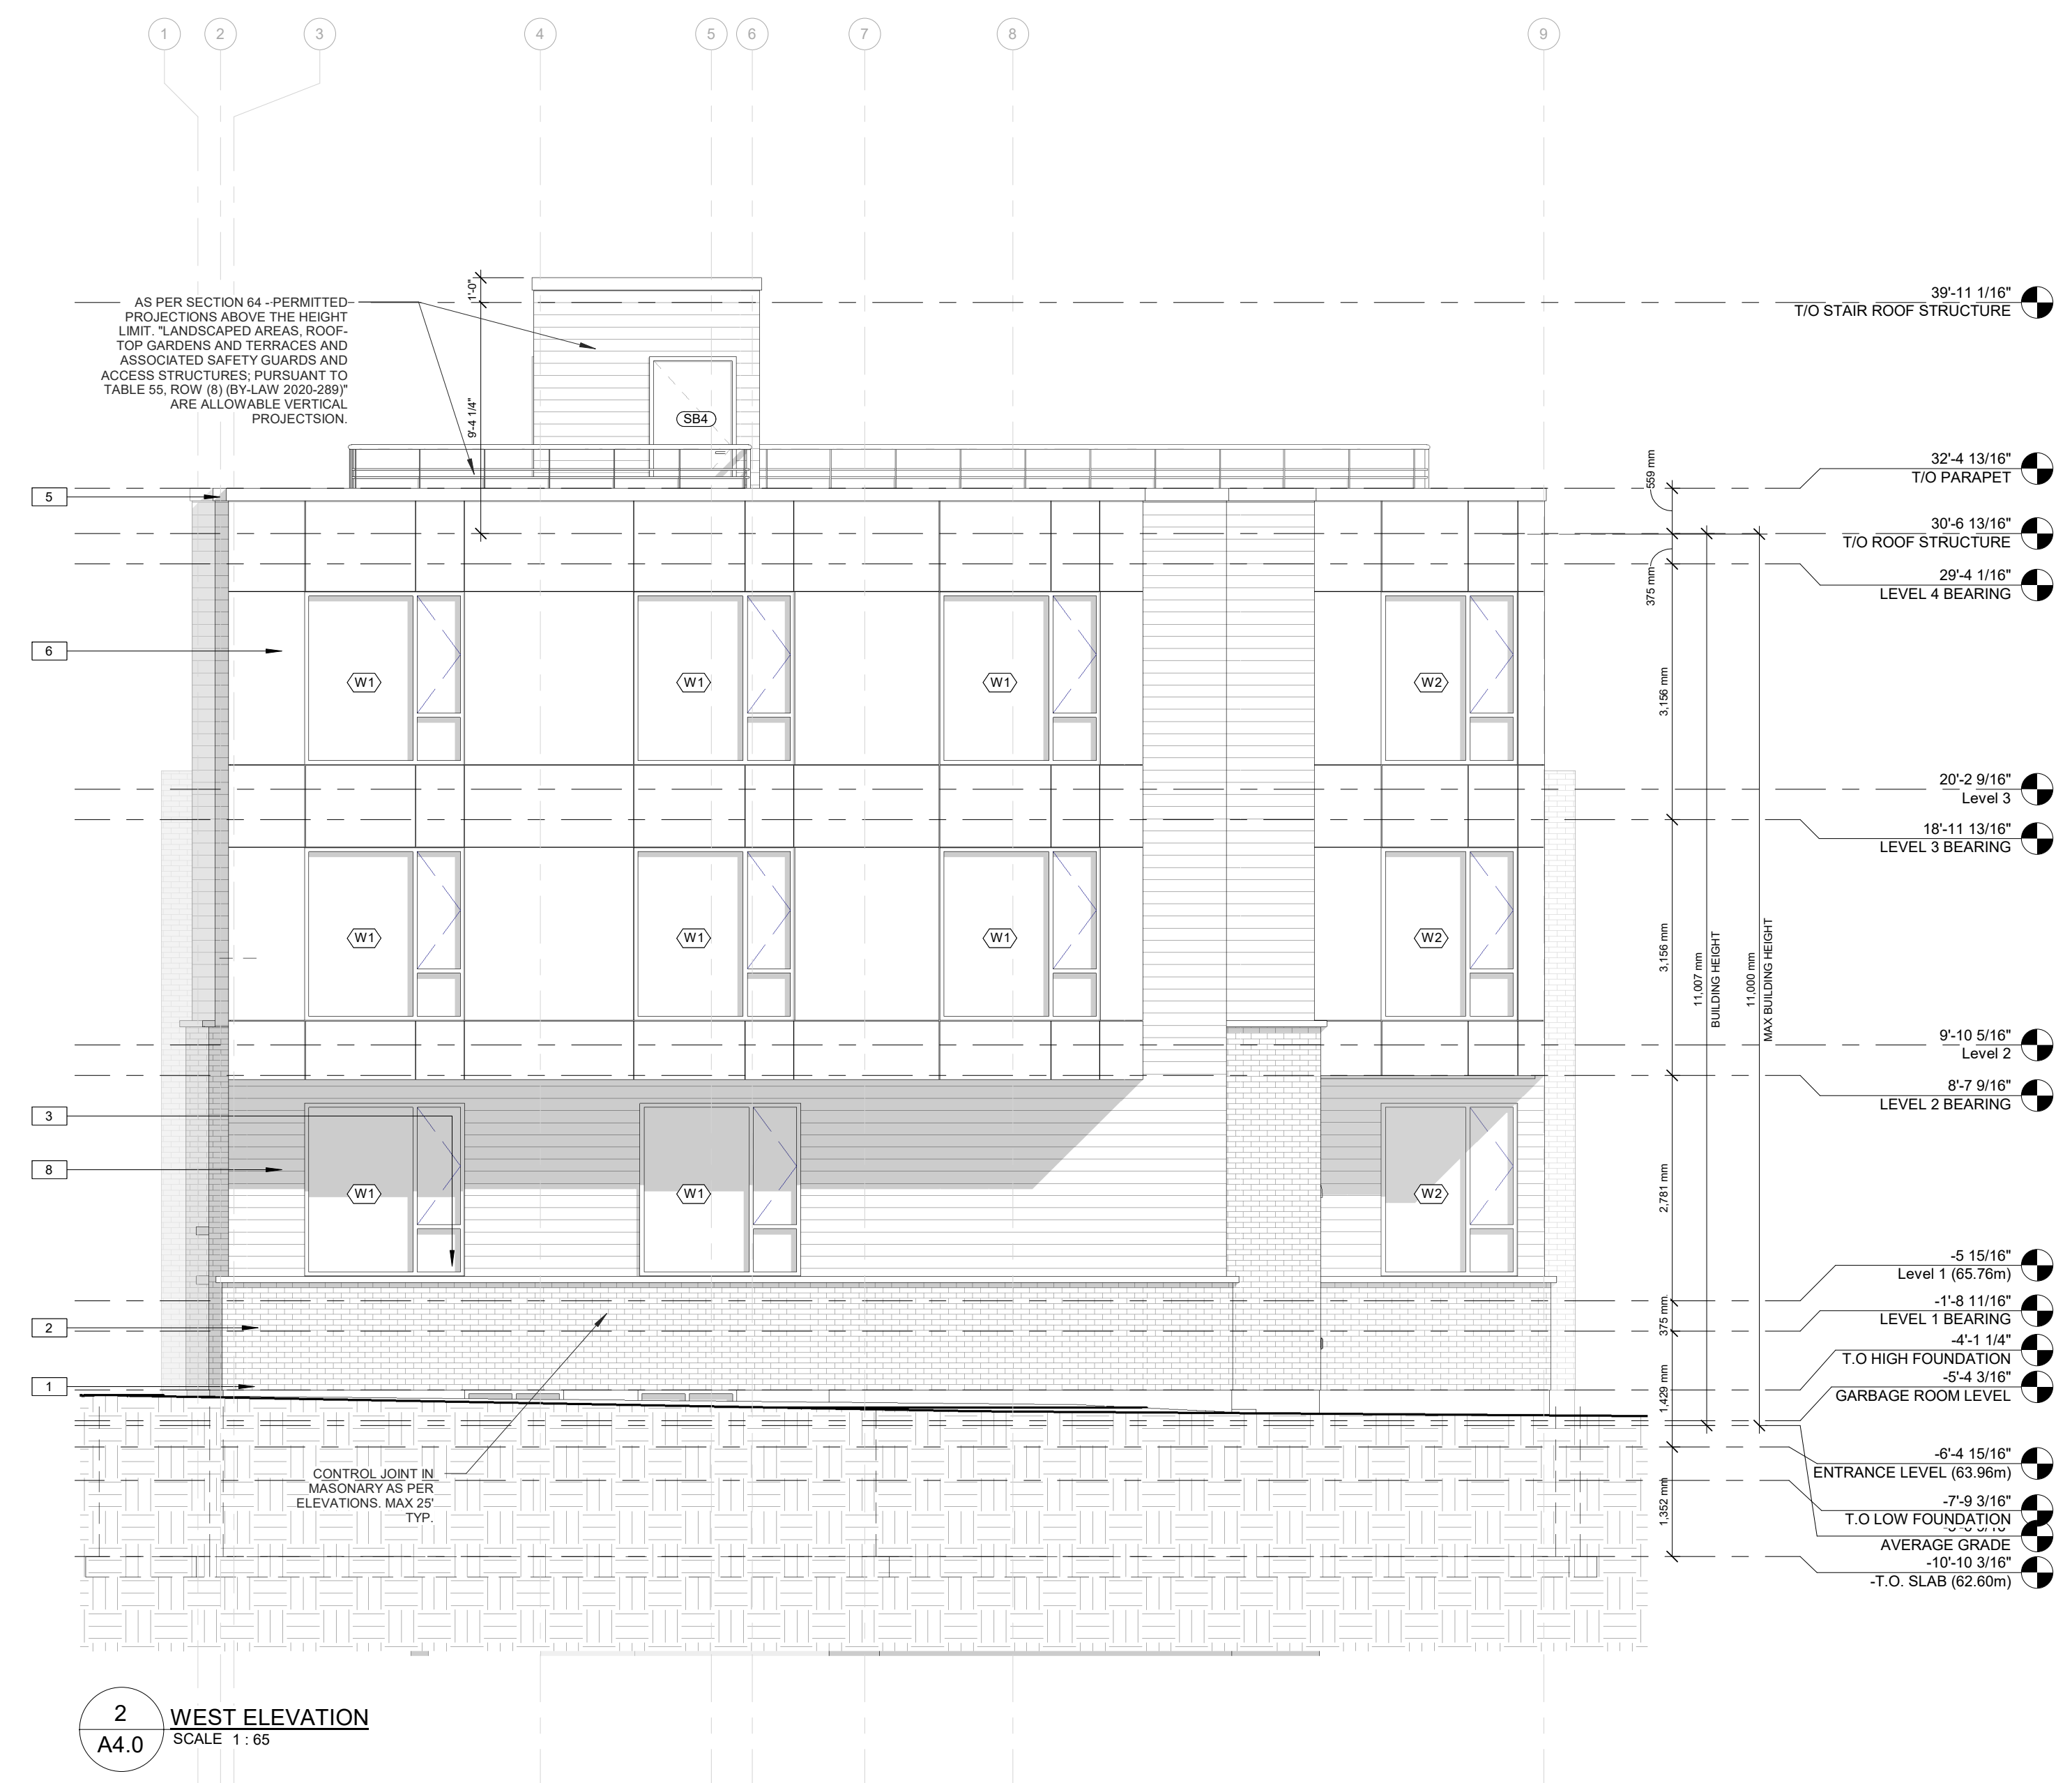 1 2 3 4 5 6 7 8 9
1'-0"
AS PER SECTION 64 - PERMITTED
PROJECTIONS ABOVE THE HEIGHT
LIMIT. "LANDSCAPED AREAS, ROOF-
TOP GARDENS AND TERRACES AND
ASSOCIATED SAFETY GUARDS AND
ACCESS STRUCTURES; PURSUANT TO
TABLE 55, ROW (8) (BY-LAW 2020-289)"
ARE ALLOWABLE VERTICAL
PROJECTSION.
9'-4 1/4"
SB4
39'-11 1/16"
T/O STAIR ROOF STRUCTURE
32'-4 13/16"
T/O PARAPET
559 mm
5
30'-6 13/16"
T/O ROOF STRUCTURE
29'-4 1/16"
LEVEL 4 BEARING
375 mm
6
W1 W1 W1 W2
3,156 mm
20'-2 9/16"
Level 3
18'-11 13/16"
LEVEL 3 BEARING
W1 W1 W1 W2
3,156 mm
11,007 mm
BUILDING HEIGHT
11,000 mm
MAX BUILDING HEIGHT
9'-10 5/16"
Level 2
8'-7 9/16"
LEVEL 2 BEARING
3
8
W1 W1 W2
2,781 mm
-5 15/16"
Level 1 (65.76m)
-1'-8 11/16"
LEVEL 1 BEARING
375 mm
2
-4'-1 1/4"
T.O HIGH FOUNDATION
1
-5'-4 3/16"
GARBAGE ROOM LEVEL
1,429 mm
CONTROL JOINT IN
MASONARY AS PER
ELEVATIONS. MAX 25'
TYP.
-6'-4 15/16"
ENTRANCE LEVEL (63.96m)
1,352 mm
-7'-9 3/16"
T.O LOW FOUNDATION
AVERAGE GRADE
-10'-10 3/16"
-T.O. SLAB (62.60m)
2
A4.0
WEST ELEVATION
SCALE 1 : 65